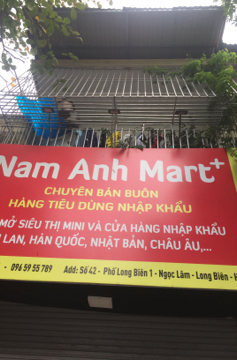 Nam Anh Mart+
CHUYÊN BÁN BUÔN
HÀNG TIÊU DÙNG NHẬP KHẨU
MỞ SIÊU THỊ MINI VÀ CỬA HÀNG NHẬP KHẨU
LAN, HÀN QUỐC, NHẬT BẢN, CHÂU ÂU,...
096 59 55 789 Add: Số 42 - Phố Long Biên 1 - Ngọc Lâm - Long Biên - H